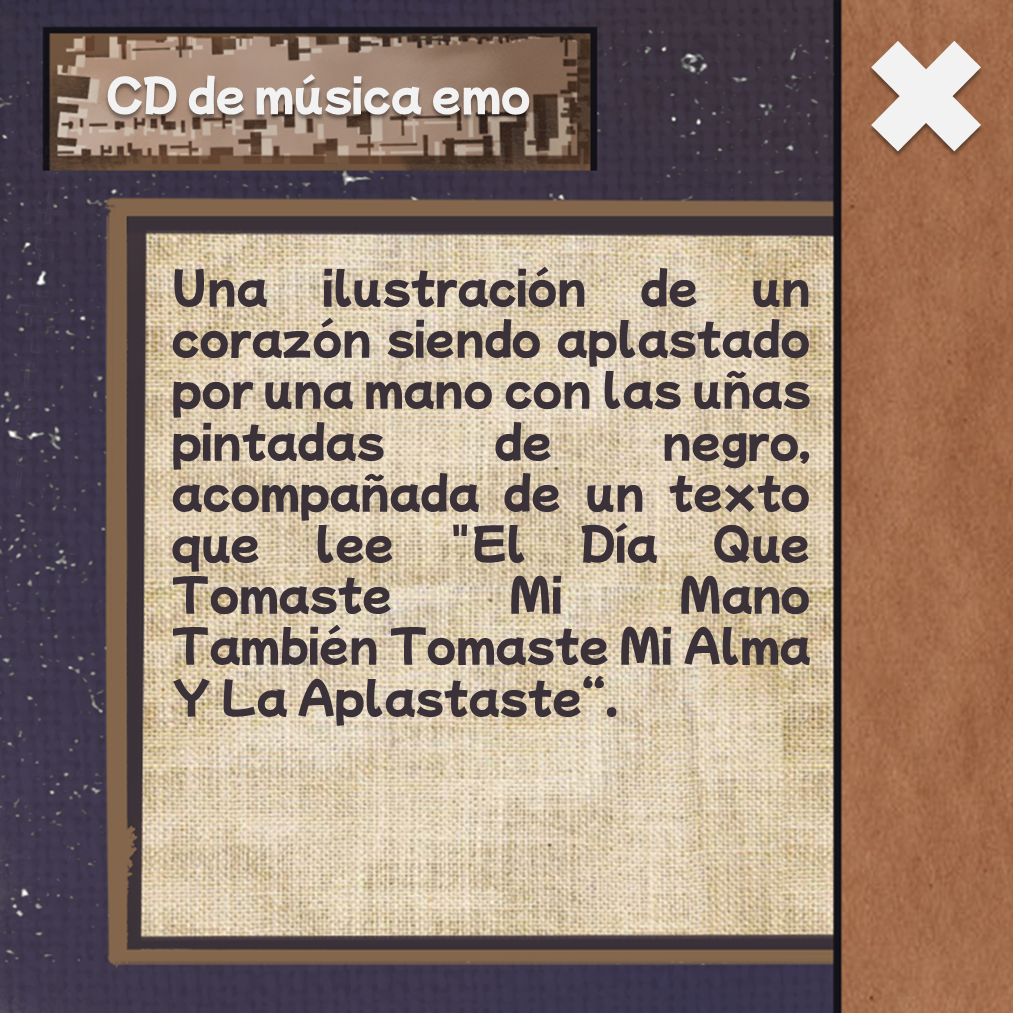 CD de música emo
Una ilustración de un
corazón siendo aplastado
por una mano con las uñas
pintadas de negro,
acompañada de un texto
que lee "El Día Que
Tomaste Mi Mano
También Tomaste Mi Alma
Y La Aplastaste“.